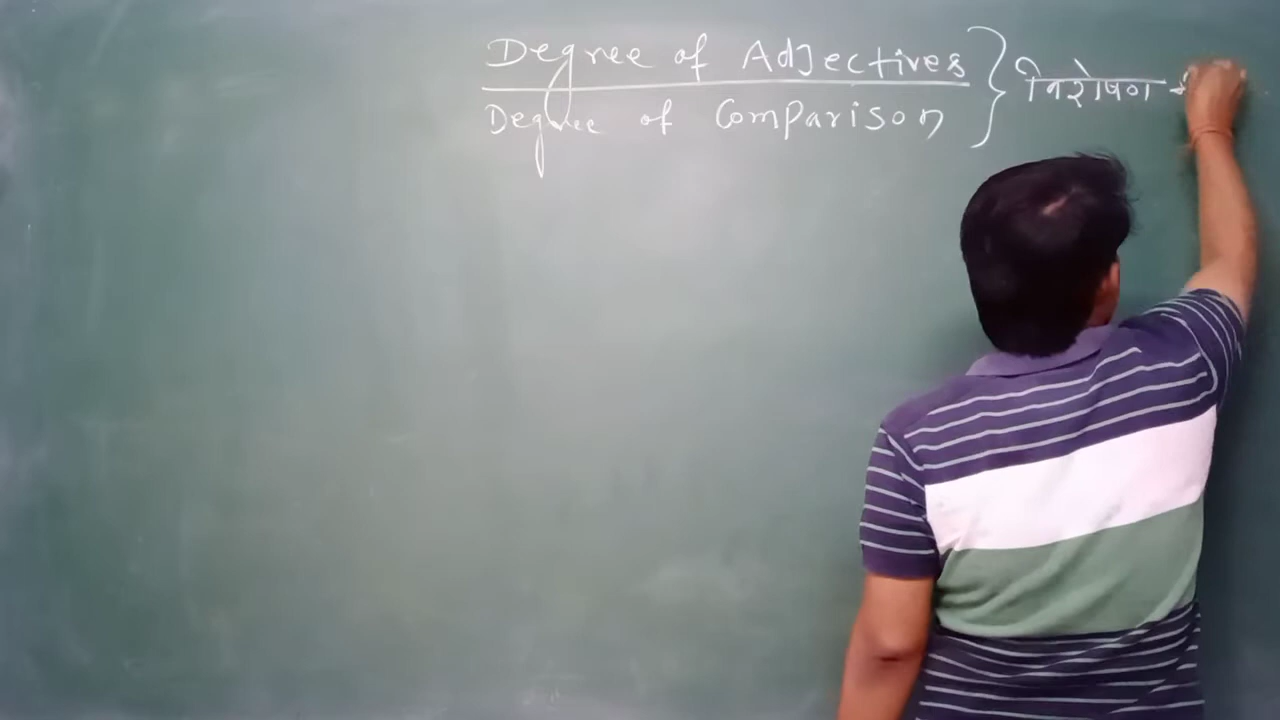 Degree of Adjectives
Degree of Comparison
विशेषण